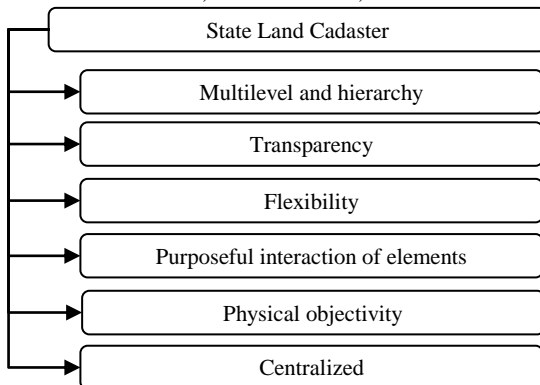 State Land Cadaster
Multilevel and hierarchy
Transparency
Flexibility
Purposeful interaction of elements
Physical objectivity
Centralized